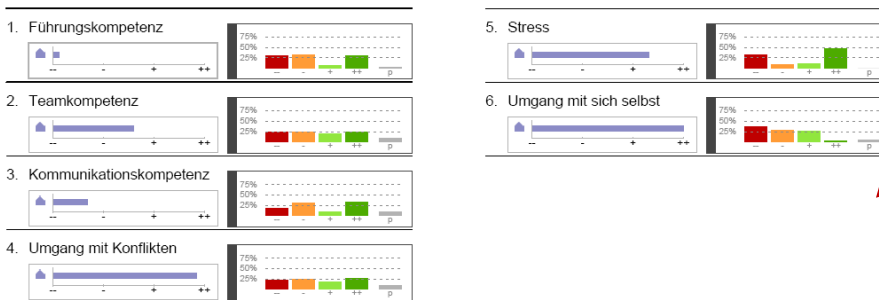 1. Führungskompetenz
75%
50%
25%
-- - + ++
-- - + ++ p
2. Teamkompetenz
75%
50%
25%
-- - + ++
-- - + ++ p
3. Kommunikationskompetenz
75%
50%
25%
-- - + ++
-- - + ++ p
4. Umgang mit Konflikten
75%
50%
25%
-- - + ++
-- - + ++ p
5. Stress
75%
50%
25%
-- - + ++
-- - + ++ p
6. Umgang mit sich selbst
75%
50%
25%
-- - + ++
-- - + ++ p